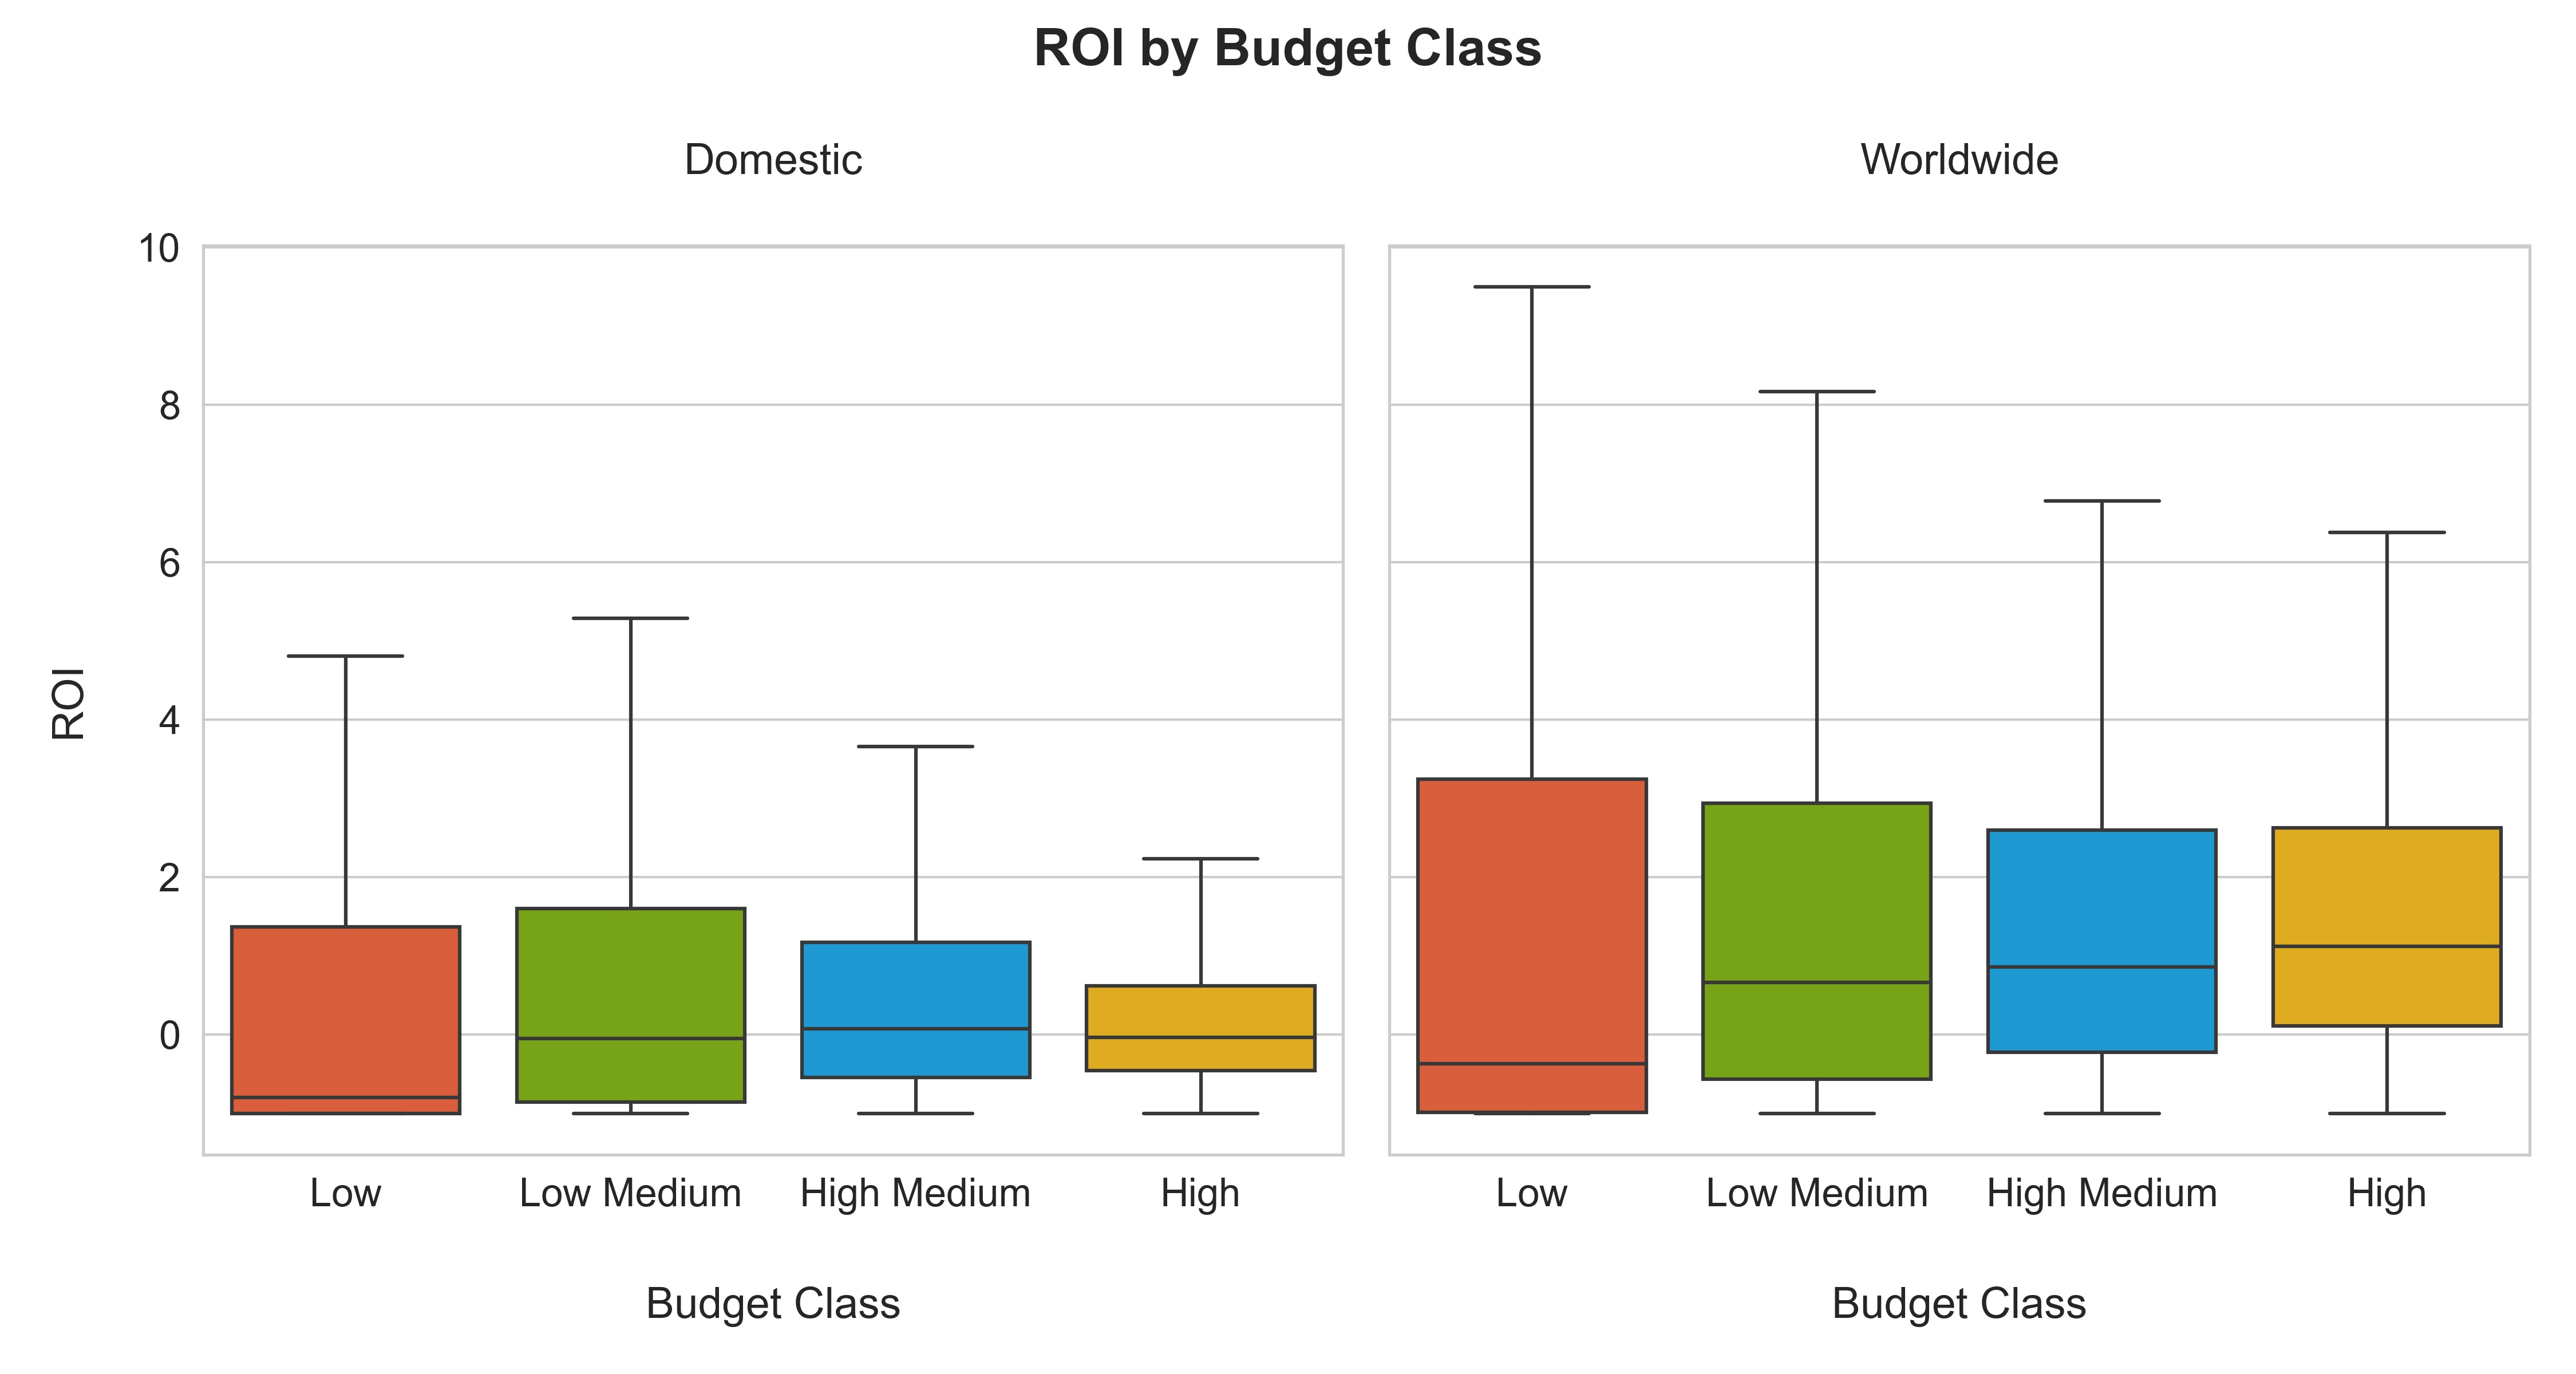 ROI by Budget Class
Domestic
Worldwide
10
8
6
4
2
0
ROI
Low Low Medium High Medium High
Low Low Medium High Medium High
Budget Class
Budget Class